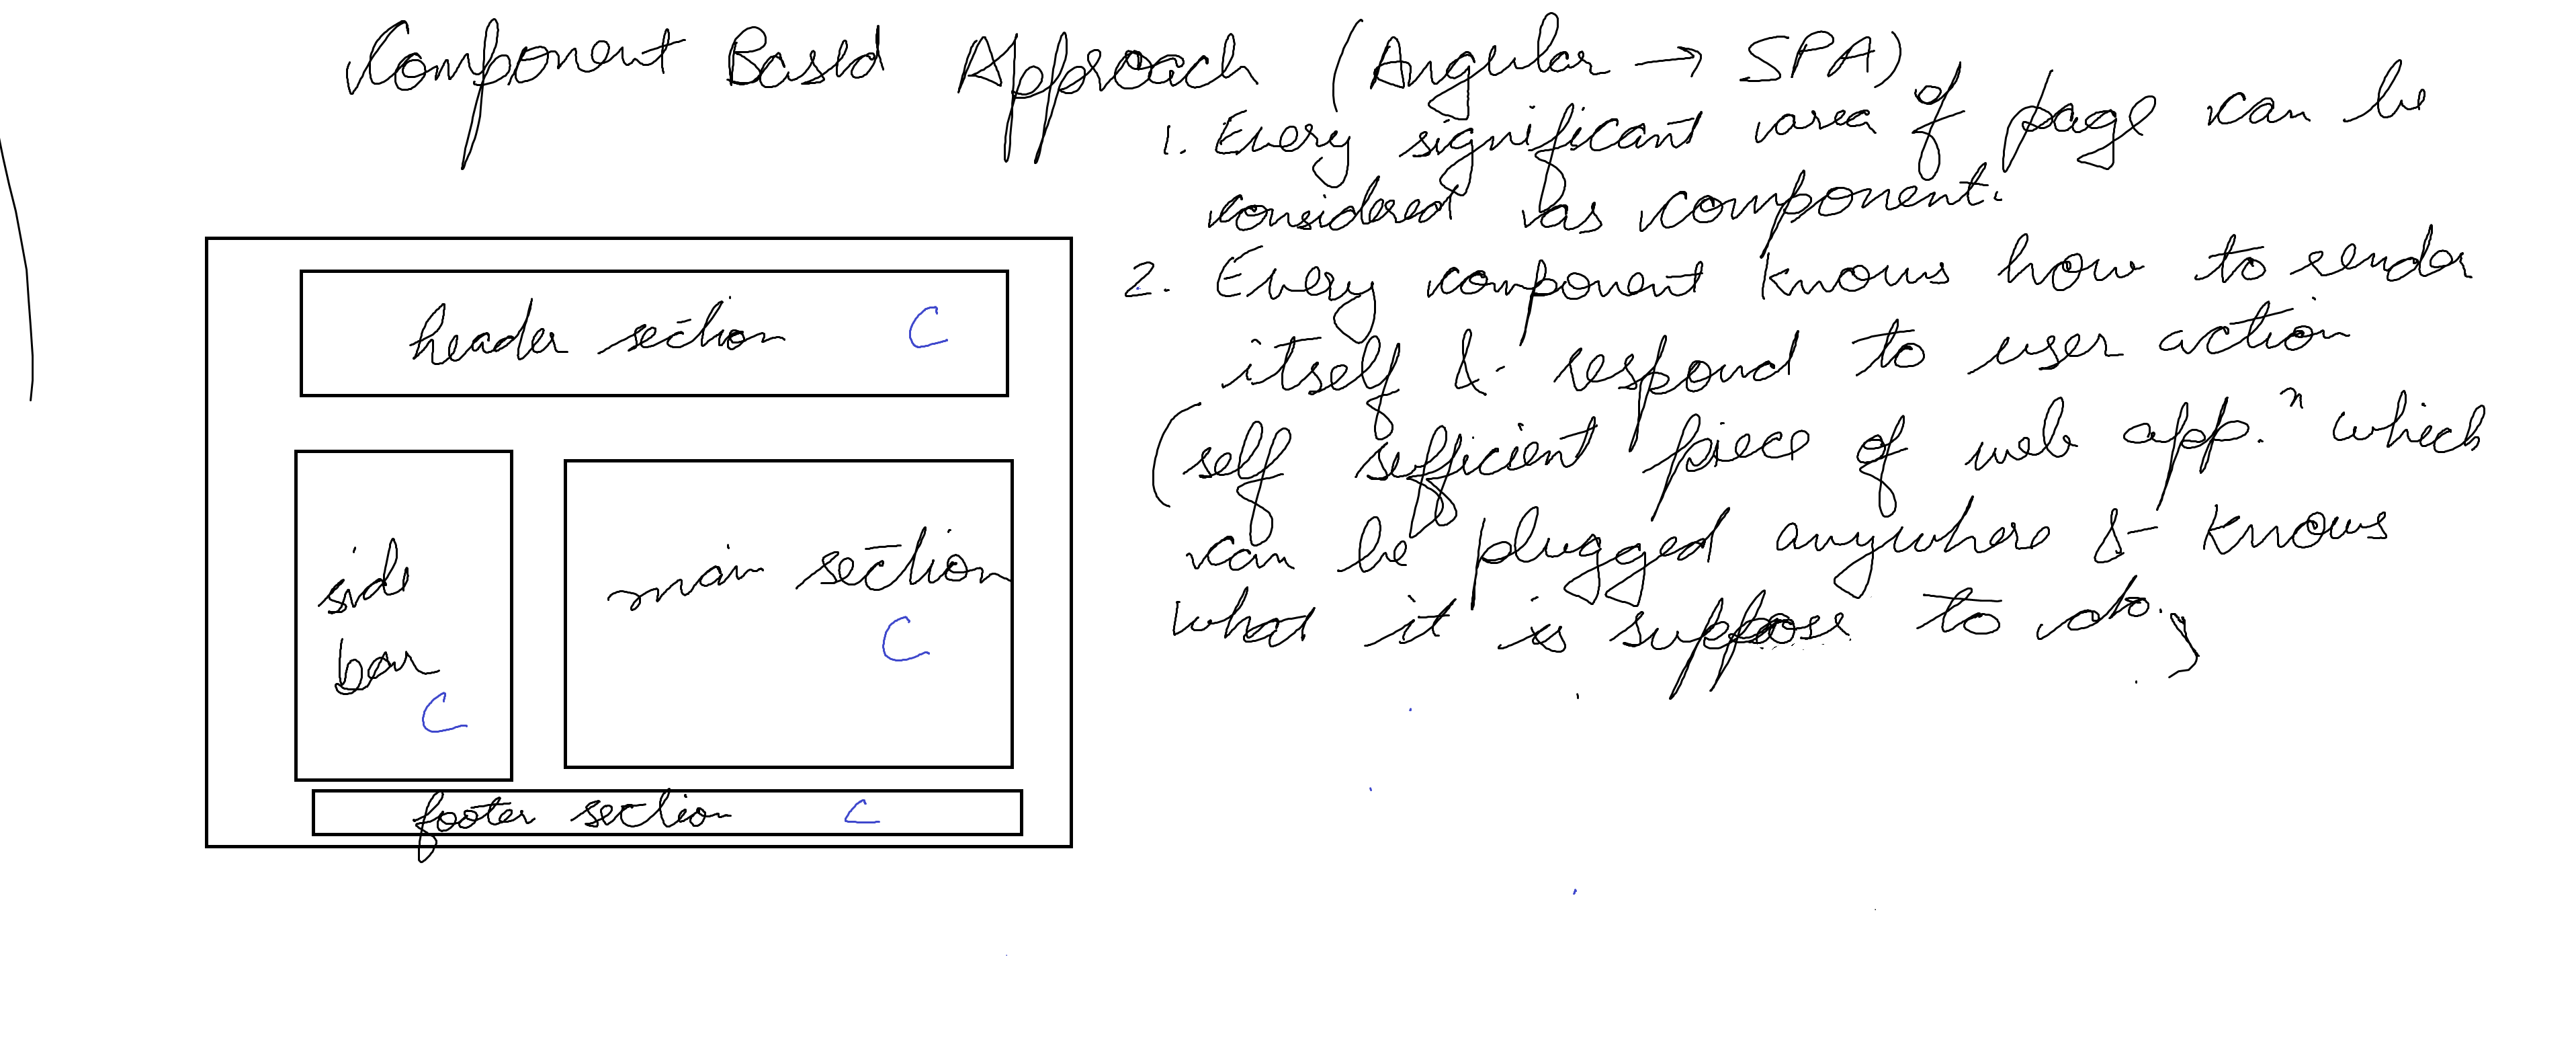 Component Based Approach (Angular → SPA)
1. Every significant area of page can be
considered as component.
2. Every component knows how to render
itself & respond to user action
(self sufficient piece of web app.ⁿ which
can be plugged anywhere & knows
what it is suppose to do.)
header section C
side
bar
C
main section
C
footer section C